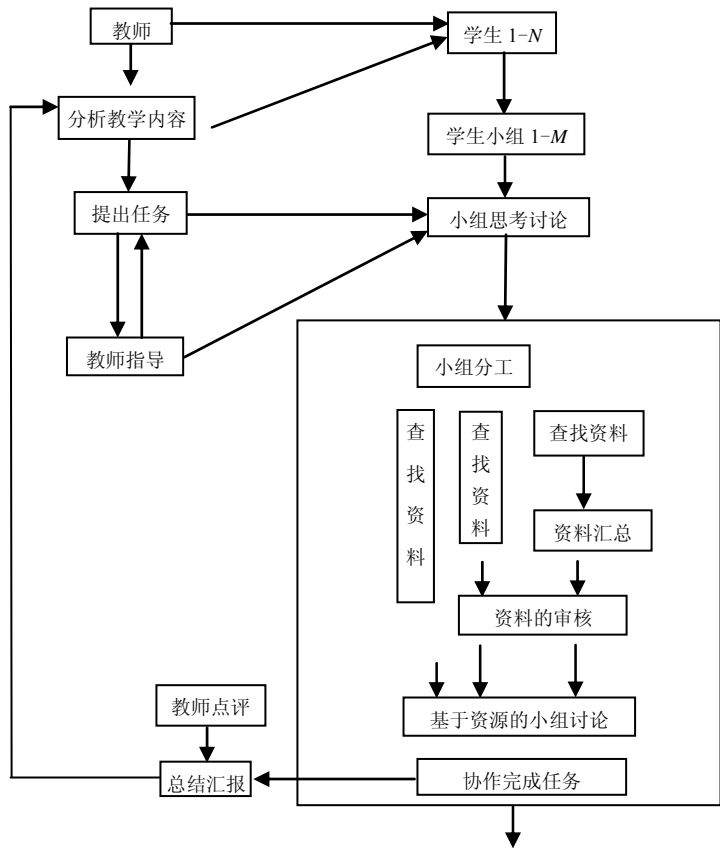 教师
学生 1-N
分析教学内容
学生小组 1-M
提出任务
小组思考讨论
教师指导
小组分工
查找资料
查找资料
查找资料
资料汇总
资料的审核
教师点评
基于资源的小组讨论
总结汇报
协作完成任务